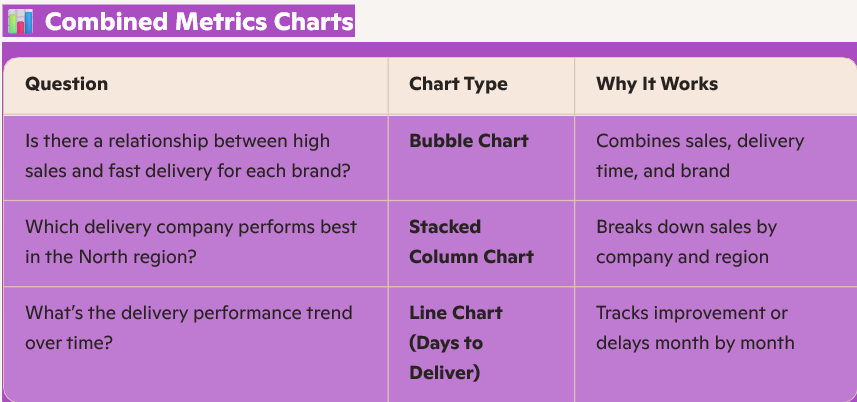 📊 Combined Metrics Charts
Question Chart Type Why It Works
Is there a relationship between high
sales and fast delivery for each brand?
Bubble Chart
Combines sales, delivery
time, and brand
Which delivery company performs best
in the North region?
Stacked
Column Chart
Breaks down sales by
company and region
What’s the delivery performance trend
over time?
Line Chart
(Days to
Deliver)
Tracks improvement or
delays month by month